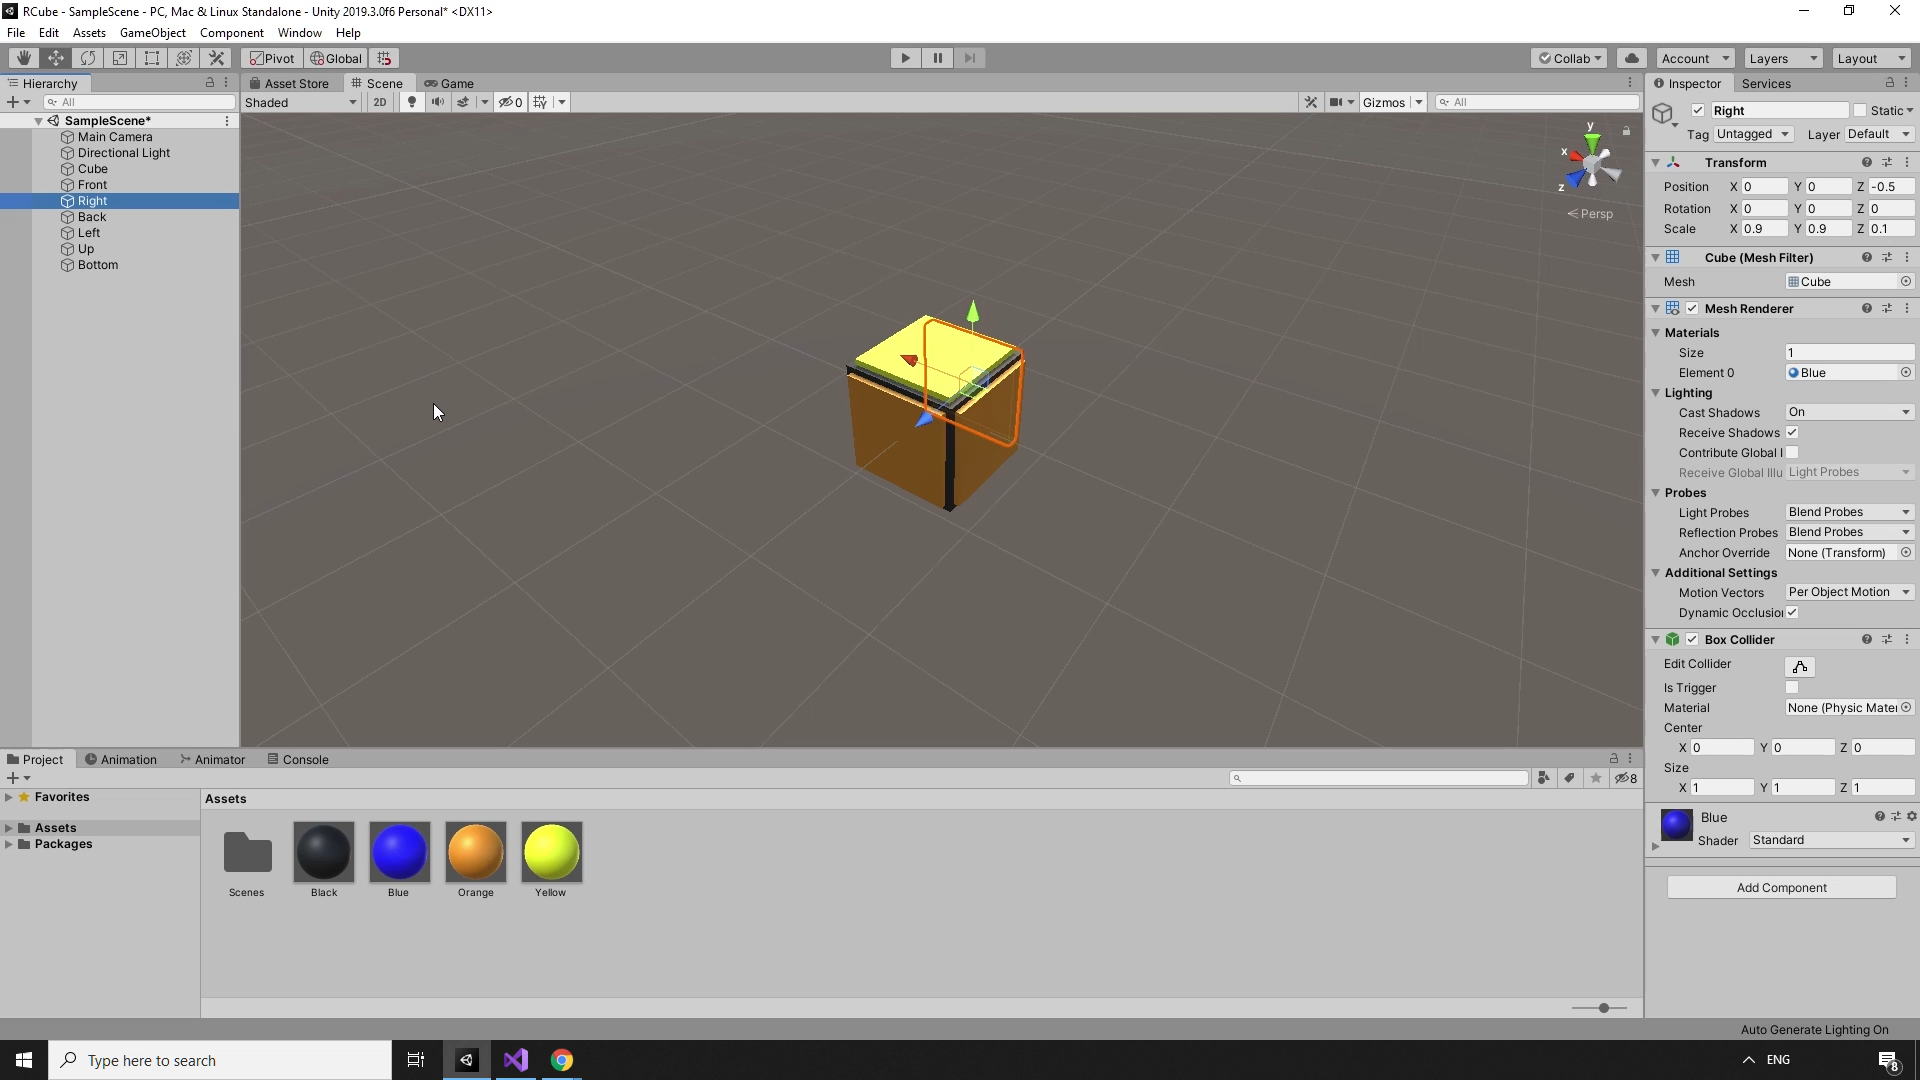 RCube - SampleScene - PC, Mac & Linux Standalone - Unity 2019.3.0f6 Personal* <DX11>
File Edit Assets GameObject Component Window Help
Pivot Global Collab Account Layers Layout
Hierarchy
All
SampleScene*
Main Camera
Directional Light
Cube
Front
Right
Back
Left
Up
Bottom
Asset Store Scene Game
Shaded 2D 0 Gizmos All
y
x
z
Persp
Inspector Services
Right Static
Tag Untagged Layer Default
Transform
Position X 0 Y 0 Z -0.5
Rotation X 0 Y 0 Z 0
Scale X 0.9 Y 0.9 Z 0.1
Cube (Mesh Filter)
Mesh Cube
Mesh Renderer
Materials
Size 1
Element 0 Blue
Lighting
Cast Shadows On
Receive Shadows
Contribute Global I
Receive Global Illu Light Probes
Probes
Light Probes Blend Probes
Reflection Probes Blend Probes
Anchor Override None (Transform)
Additional Settings
Motion Vectors Per Object Motion
Dynamic Occlusion
Box Collider
Edit Collider
Is Trigger
Material None (Physic Mater
Center
X 0 Y 0 Z 0
Size
X 1 Y 1 Z 1
Blue
Shader Standard
Add Component
Project Animation Animator Console
8
Favorites
Assets
Packages
Assets
Scenes Black Blue Orange Yellow
Auto Generate Lighting On
Type here to search
ENG
8